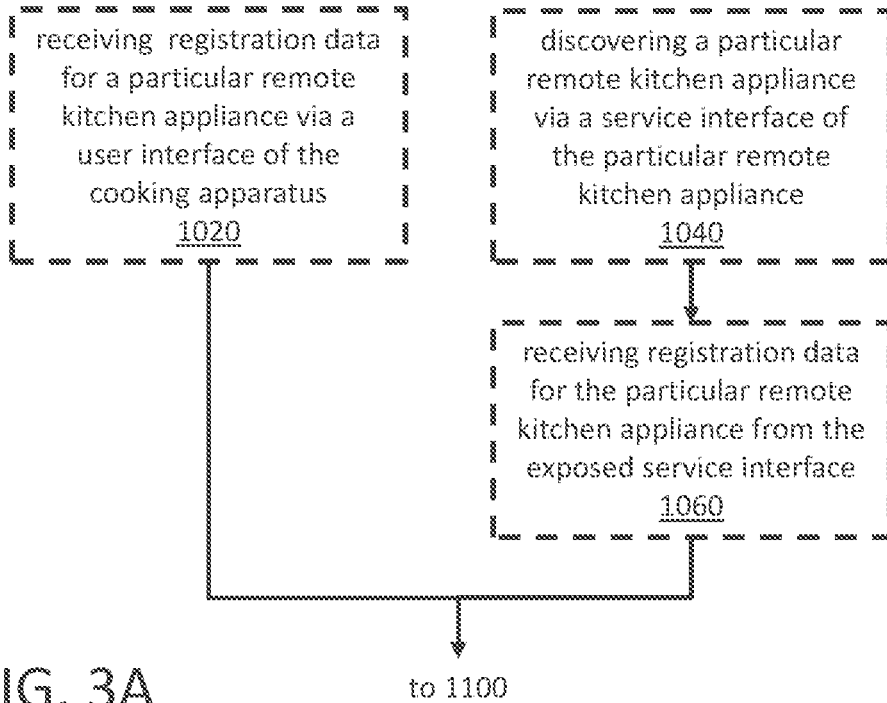 receiving registration data
for a particular remote
kitchen appliance via a
user interface of the
cooking apparatus
1020
discovering a particular
remote kitchen appliance
via a service interface of
the particular remote
kitchen appliance
1040
receiving registration data
for the particular remote
kitchen appliance from the
exposed service interface
1060
to 1100
IG. 3A